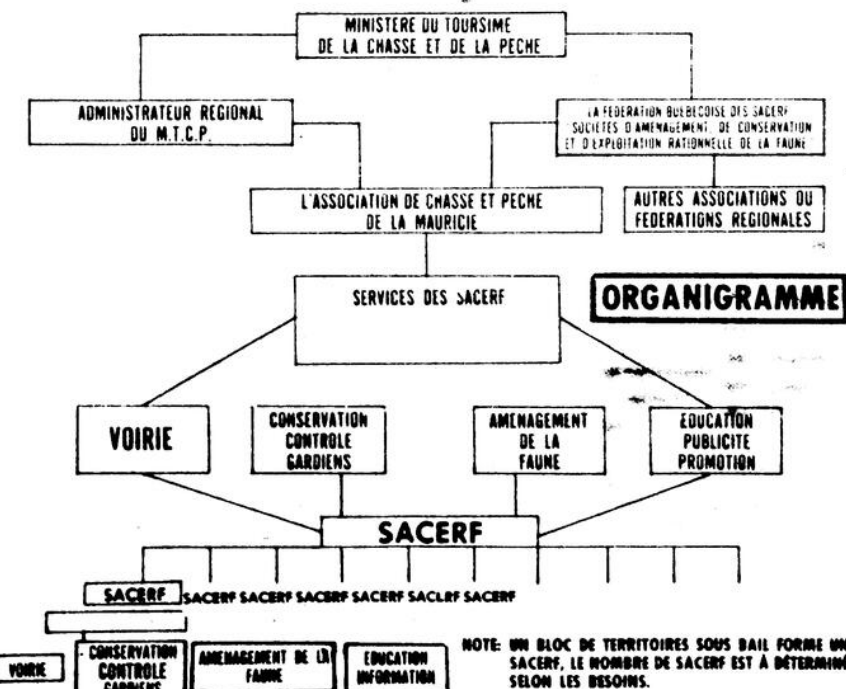 MINISTERE DU TOURSIME
DE LA CHASSE ET DE LA PECHE
ADMINISTRATEUR REGIONAL
DU M.T.C.P.
LA FEDERATION QUEBECOISE DES SACERF
SOCIETES D'AMENAGEMENT, DE CONSERVATION
ET D'EXPLOITATION RATIONNELLE DE LA FAUNE
L'ASSOCIATION DE CHASSE ET PECHE
DE LA MAURICIE
AUTRES ASSOCIATIONS OU
FEDERATIONS REGIONALES
SERVICES DES SACERF
ORGANIGRAMME
VOIRIE
CONSERVATION
CONTROLE
GARDIENS
AMENAGEMENT
DE LA
FAUNE
EDUCATION
PUBLICITE
PROMOTION
SACERF
SACERF SACERF SACERF SACERF SACERF SACERF SACERF
VOIRIE
CONSERVATION
CONTROLE
GARDIENS
AMENAGEMENT DE LA
FAUNE
EDUCATION
INFORMATION
NOTE: UN BLOC DE TERRITOIRES SOUS BAIL FORME UN
SACERF, LE NOMBRE DE SACERF EST À DÉTERMINE
SELON LES BESOINS.